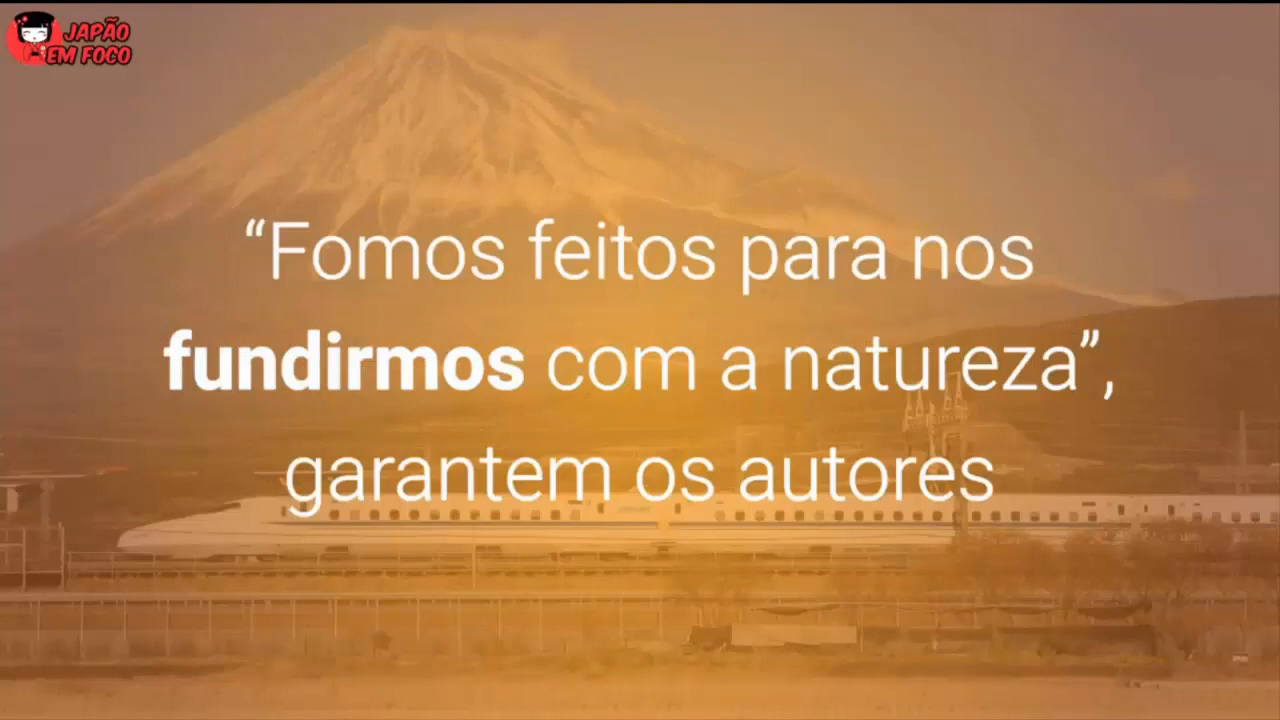 JAPÃO
EM FOCO
“Fomos feitos para nos
fundirmos com a natureza”,
garantem os autores